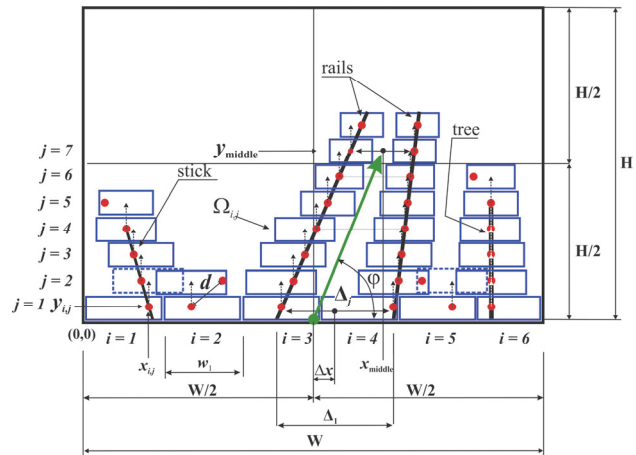 rails
H/2
H
y_middle
tree
j = 7
j = 6
stick
j = 5
Ω_i,j
j = 4
j = 3
φ
H/2
j = 2
d
Δ_j
j = 1 y_i,j
(0,0) i = 1 i = 2 i = 3 i = 4 i = 5 i = 6
x_i,j
w_1
Δx
x_middle
W/2 W/2
Δ_1
W